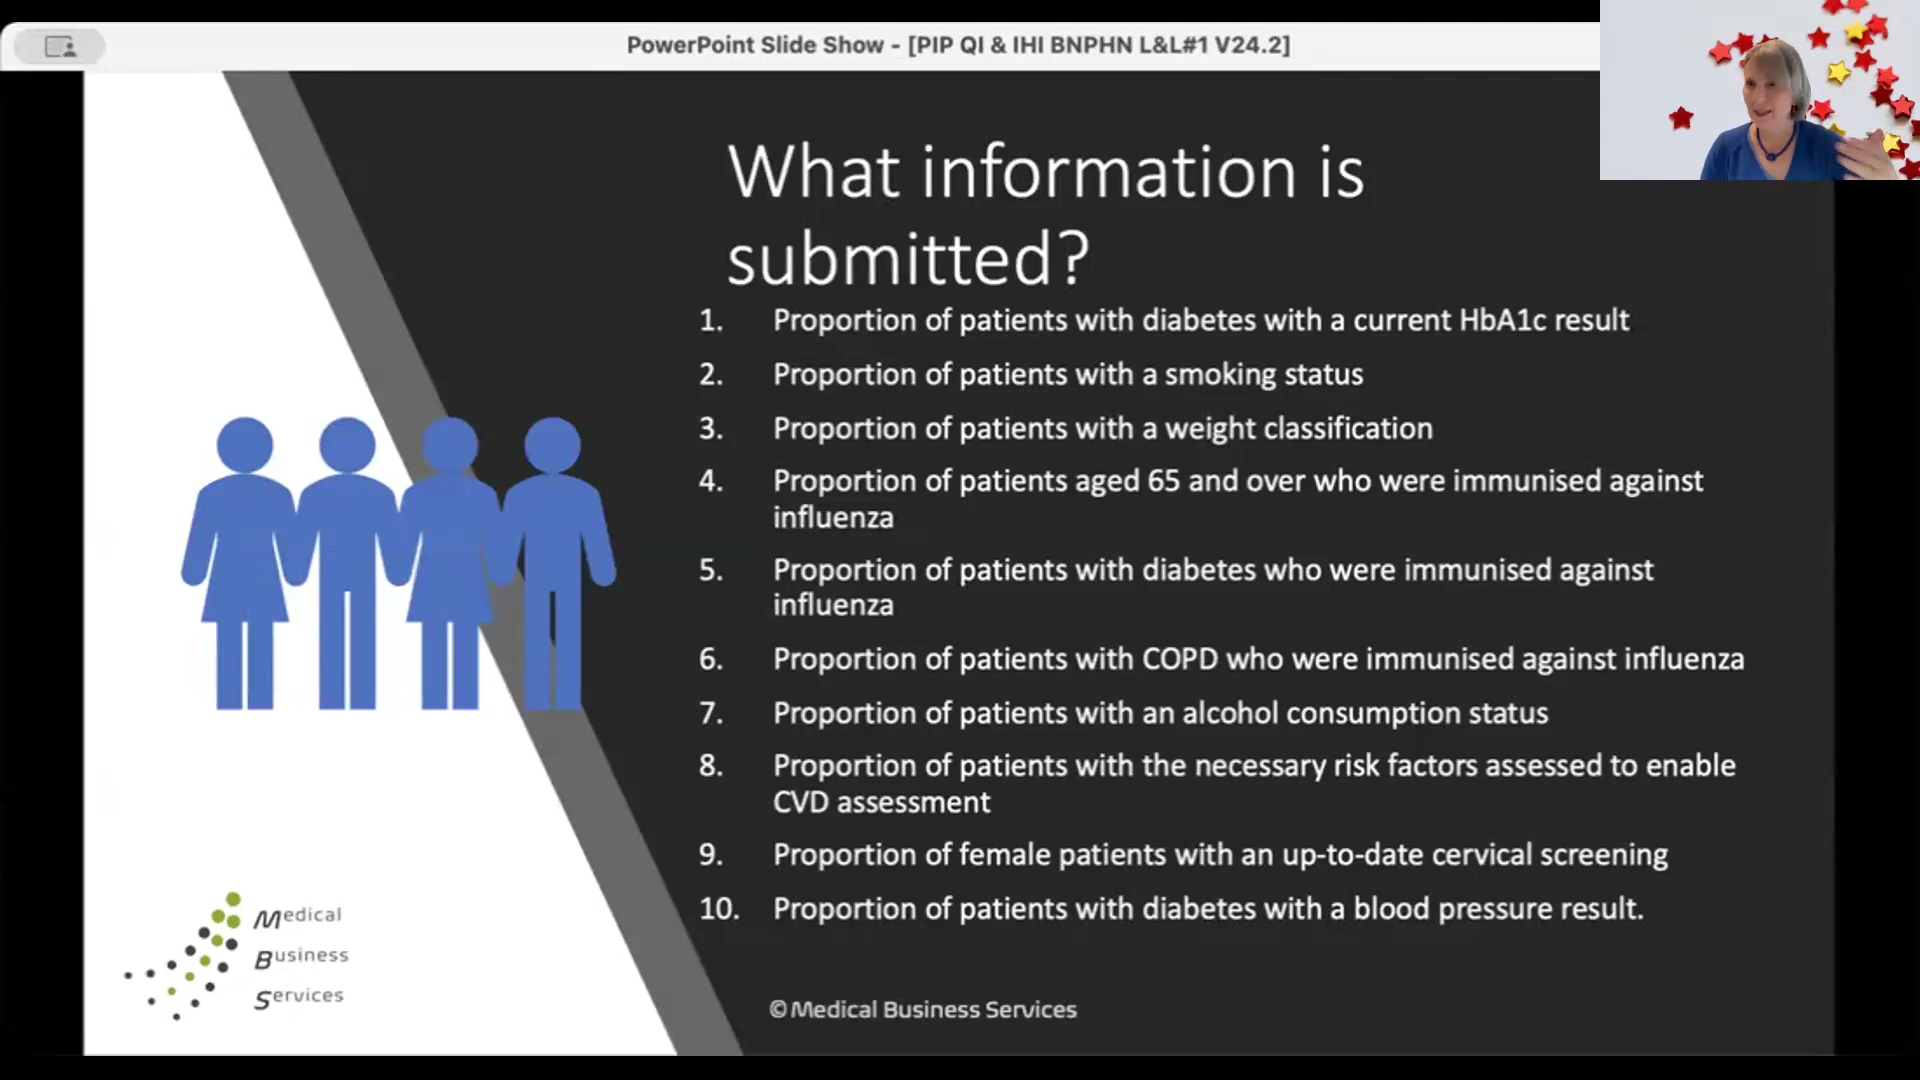 PowerPoint Slide Show - [PIP QI & IHI BNPHN L&L#1 V24.2]
What information is
submitted?
1. Proportion of patients with diabetes with a current HbA1c result
2. Proportion of patients with a smoking status
3. Proportion of patients with a weight classification
4. Proportion of patients aged 65 and over who were immunised against
influenza
5. Proportion of patients with diabetes who were immunised against
influenza
6. Proportion of patients with COPD who were immunised against influenza
7. Proportion of patients with an alcohol consumption status
8. Proportion of patients with the necessary risk factors assessed to enable
CVD assessment
9. Proportion of female patients with an up-to-date cervical screening
10. Proportion of patients with diabetes with a blood pressure result.
Medical
Business
Services
© Medical Business Services